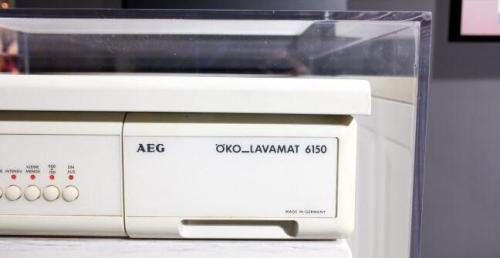 AEG ÖKO_LAVAMAT 6150
INTENSIV
KLEINE
MENGE
EIN
AUS
MADE IN GERMANY